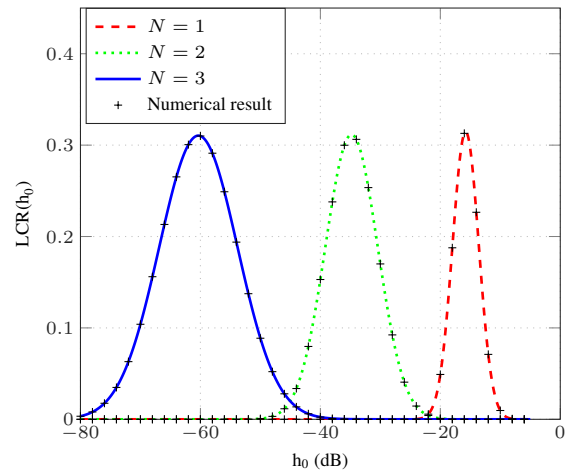 N = 1
N = 2
N = 3
Numerical result
0.4
0.3
0.2
0.1
0
LCR(h₀)
−80 −60 −40 −20 0
h₀ (dB)